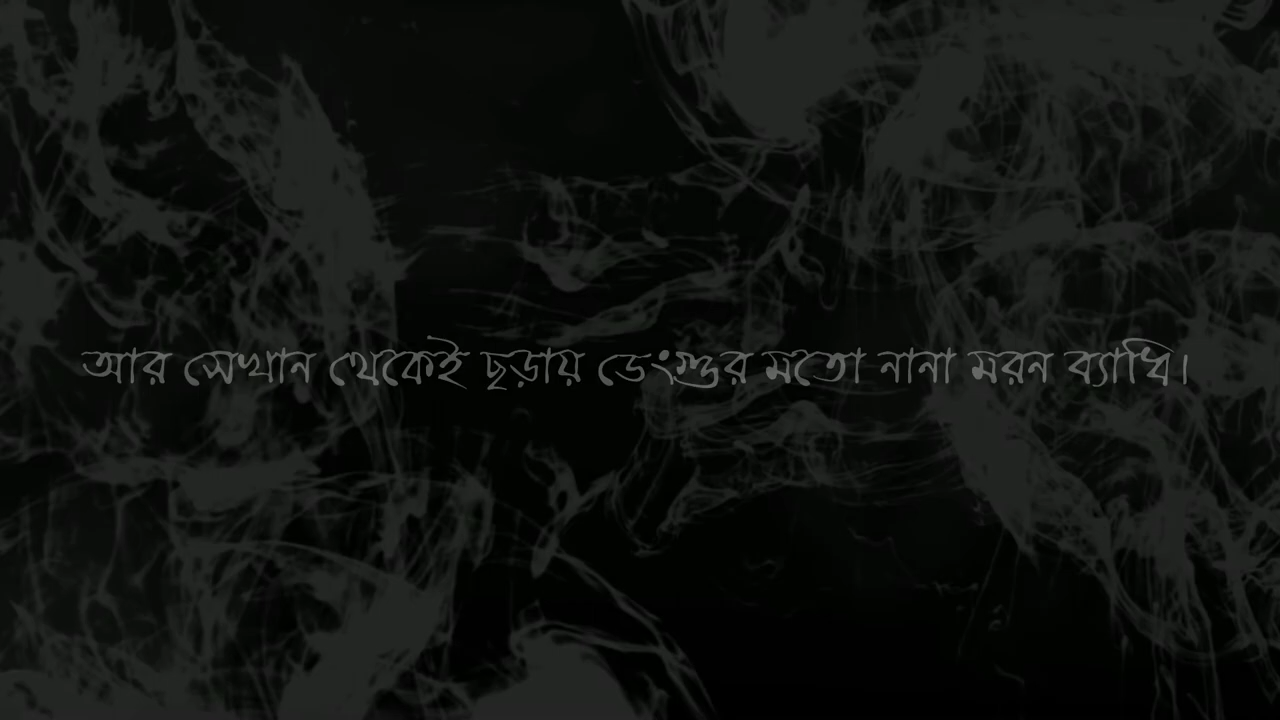 আর সেখান থেকেই ছড়ায় ডেংগুর মতো নানা মরন ব্যাধি।